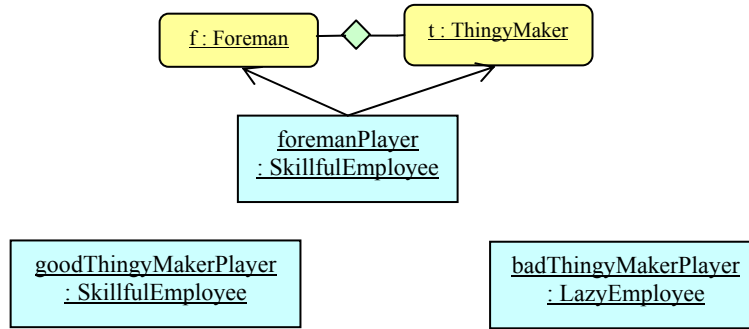 f : Foreman
t : ThingyMaker
foremanPlayer
: SkillfulEmployee
goodThingyMakerPlayer
: SkillfulEmployee
badThingyMakerPlayer
: LazyEmployee